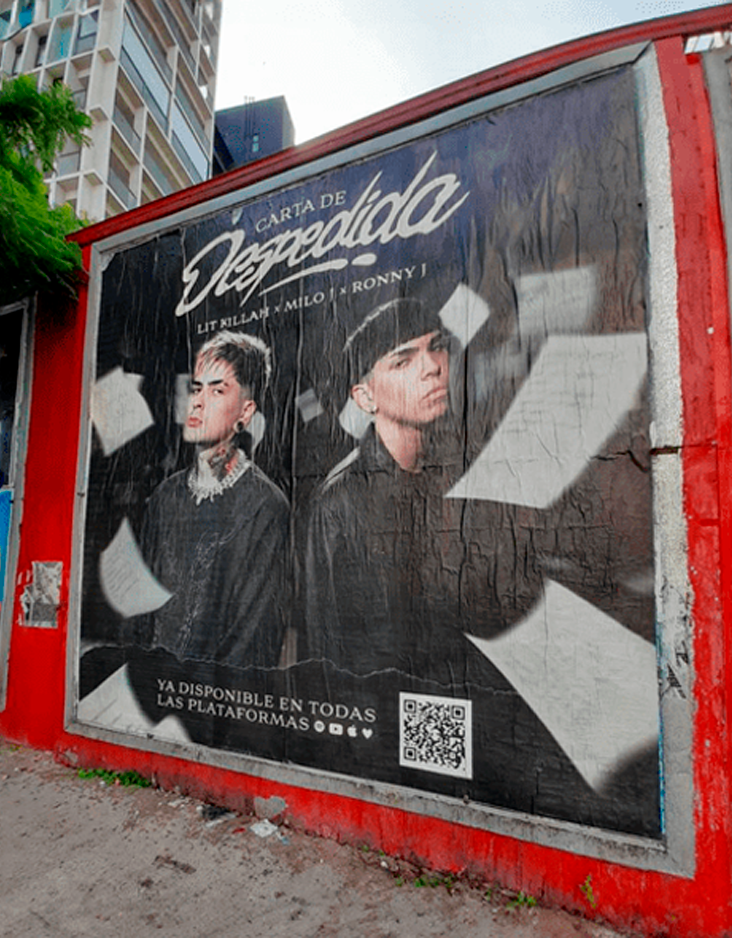 CARTA DE
Despedida
LIT KILLAH x MILO J x RONNY J
YA DISPONIBLE EN TODAS
LAS PLATAFORMAS